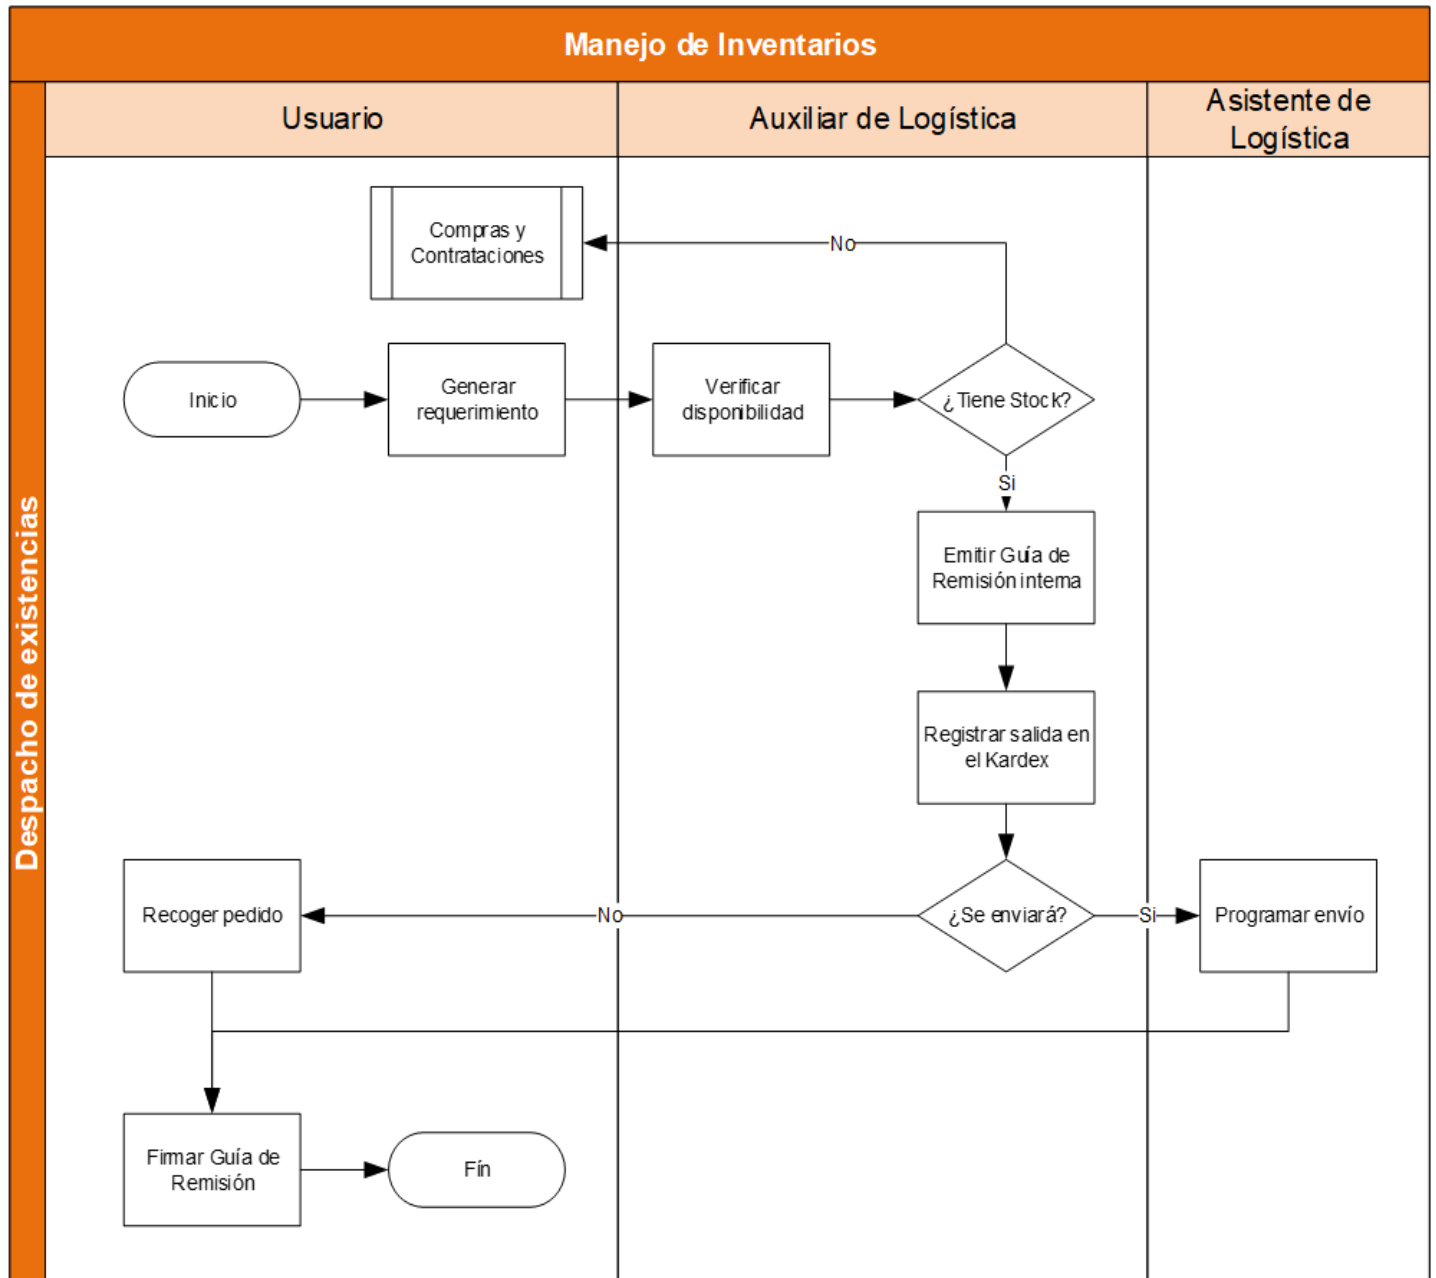 Manejo de Inventarios
Despacho de existencias
Usuario
Auxiliar de Logística
Asistente de
Logística
Compras y
Contrataciones
No
Inicio
Generar
requerimiento
Verificar
disponibilidad
¿Tiene Stock?
Si
Emitir Guía de
Remisión interna
Registrar salida en
el Kardex
Recoger pedido
No
¿Se enviará?
Si
Programar envío
Firmar Guía de
Remisión
Fín